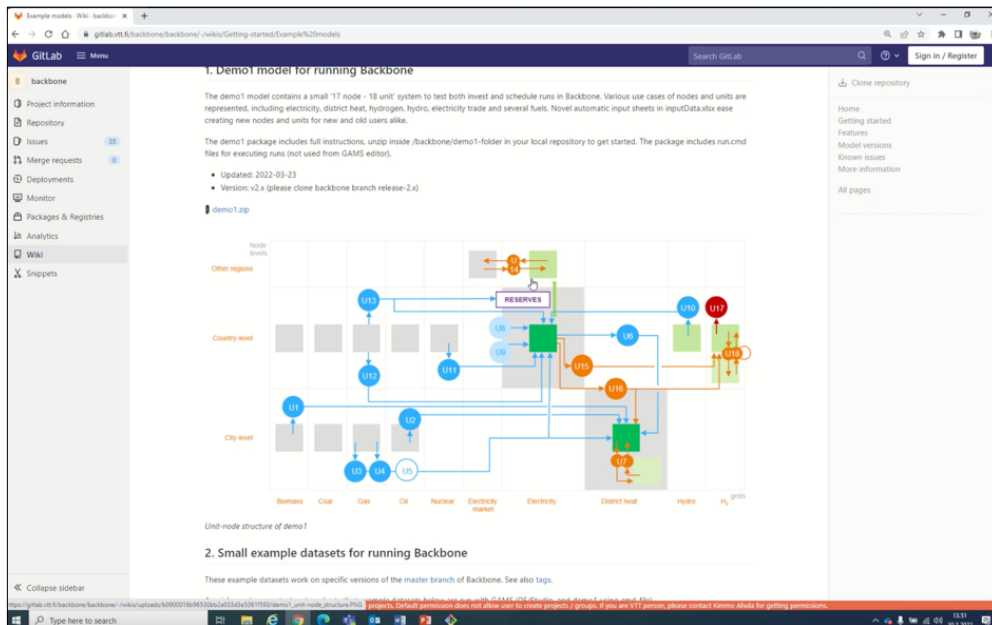 Example models · Wiki · backbon
gitlab.vtt.fi/backbone/backbone/-/wikis/Getting-started/Example%20models
GitLab
Menu
Search GitLab
Sign in / Register
B backbone
Project information
Repository
Issues 35
Merge requests 0
Deployments
Monitor
Packages & Registries
Analytics
Wiki
Snippets
Collapse sidebar
1. Demo1 model for running Backbone
The demo1 model contains a small '17 node - 18 unit' system to test both invest and schedule runs in Backbone. Various use cases of nodes and units are
represented, including electricity, district heat, hydrogen, hydro, electricity trade and several fuels. Novel automatic input sheets in inputData.xlsx ease
creating new nodes and units for new and old users alike.
The demo1 package includes full instructions, unzip inside /backbone/demo1-folder in your local repository to get started. The package includes run.cmd
files for executing runs (not used from GAMS editor).
• Updated: 2022-03-23
• Version: v2.x (please clone backbone branch release-2.x)
demo1.zip
Node
levels
Other regions
U
14
U13
RESERVES
U10
U17
Country-level
U8
U6
U9
U18
U11
U15
U12
U16
U1
U2
City-level
U7
U3
U4
U5
Biomass
Coal
Gas
Oil
Nuclear
Electricity
market
Electricity
District heat
Hydro
H2
grids
Unit-node structure of demo1
2. Small example datasets for running Backbone
These example datasets work on specific versions of the master branch of Backbone. See also tags.
Clone repository
Home
Getting started
Features
Model versions
Known issues
More information
All pages
projects. Default permission does not allow user to create projects / groups. If you are VTT person, please contact Kimmo Ahola for getting permissions.
Type here to search
13.51